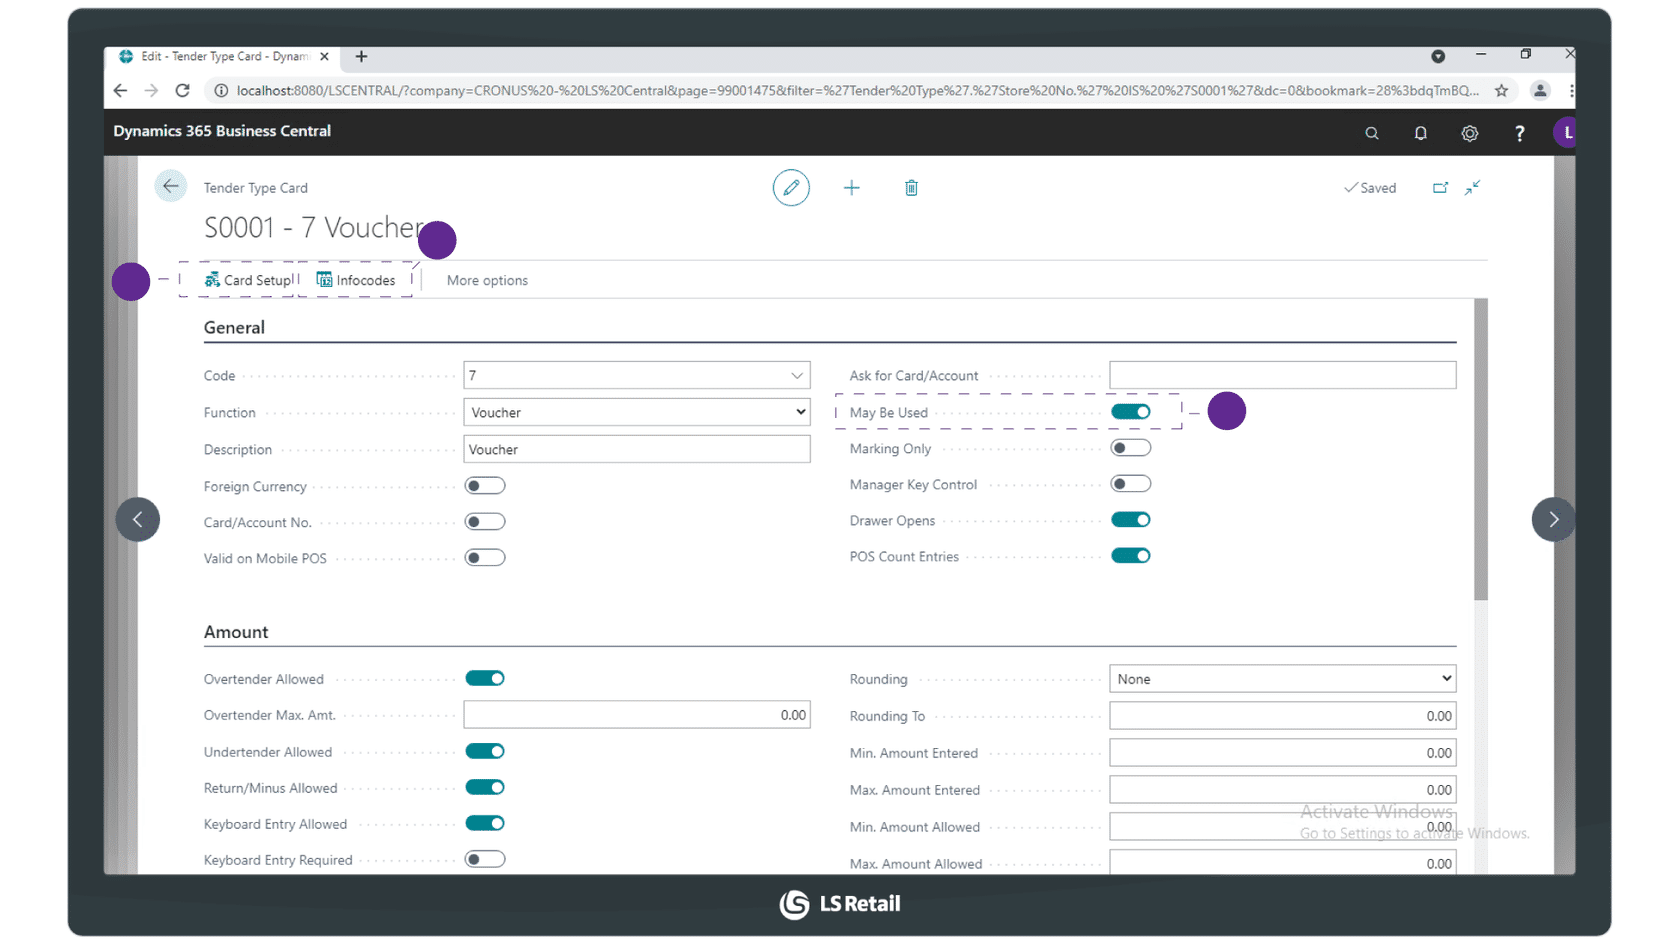 Edit - Tender Type Card - Dynam
localhost:8080/LSCENTRAL/?company=CRONUS%20-%20LS%20Central&page=99001475&filter=%27Tender%20Type%27.%27Store%20No.%27%20IS%20%27S0001%27&dc=0&bookmark=28%3bdqTmBQ...
Dynamics 365 Business Central
?
L
Tender Type Card
Saved
S0001 - 7 Voucher
Card Setup
Infocodes
More options
General
Code
7
Ask for Card/Account
Function
Voucher
May Be Used
Description
Voucher
Marking Only
Foreign Currency
Manager Key Control
Card/Account No.
Drawer Opens
Valid on Mobile POS
POS Count Entries
Amount
Overtender Allowed
Rounding
None
Overtender Max. Amt.
0.00
Rounding To
0.00
Undertender Allowed
Min. Amount Entered
0.00
Return/Minus Allowed
Max. Amount Entered
0.00
Activate Windows
Keyboard Entry Allowed
Min. Amount Allowed
0.00
Go to Settings to activate Windows.
Keyboard Entry Required
Max. Amount Allowed
0.00
LS Retail